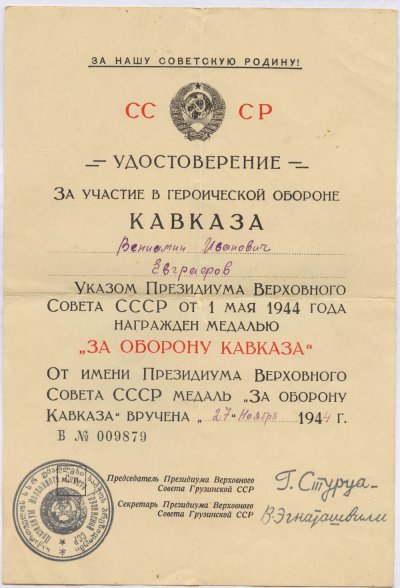 ЗА НАШУ СОВЕТСКУЮ РОДИНУ!
СС СР
УДОСТОВЕРЕНИЕ
ЗА УЧАСТИЕ В ГЕРОИЧЕСКОЙ ОБОРОНЕ
КАВКАЗА
Вениамин Иванович
Евграфов
УКАЗОМ ПРЕЗИДИУМА ВЕРХОВНОГО
СОВЕТА СССР ОТ 1 МАЯ 1944 ГОДА
НАГРАЖДЕН МЕДАЛЬЮ
„ЗА ОБОРОНУ КАВКАЗА“
ОТ ИМЕНИ ПРЕЗИДИУМА ВЕРХОВНОГО
СОВЕТА СССР МЕДАЛЬ „ЗА ОБОРОНУ
КАВКАЗА“ ВРУЧЕНА „27“ Ноября 1944 Г.
В № 009879
Председатель Президиума Верховного
Совета Грузинской ССР
Г. Стуруа
Секретарь Президиума Верховного
Совета Грузинской ССР
В. Эгнаташвили